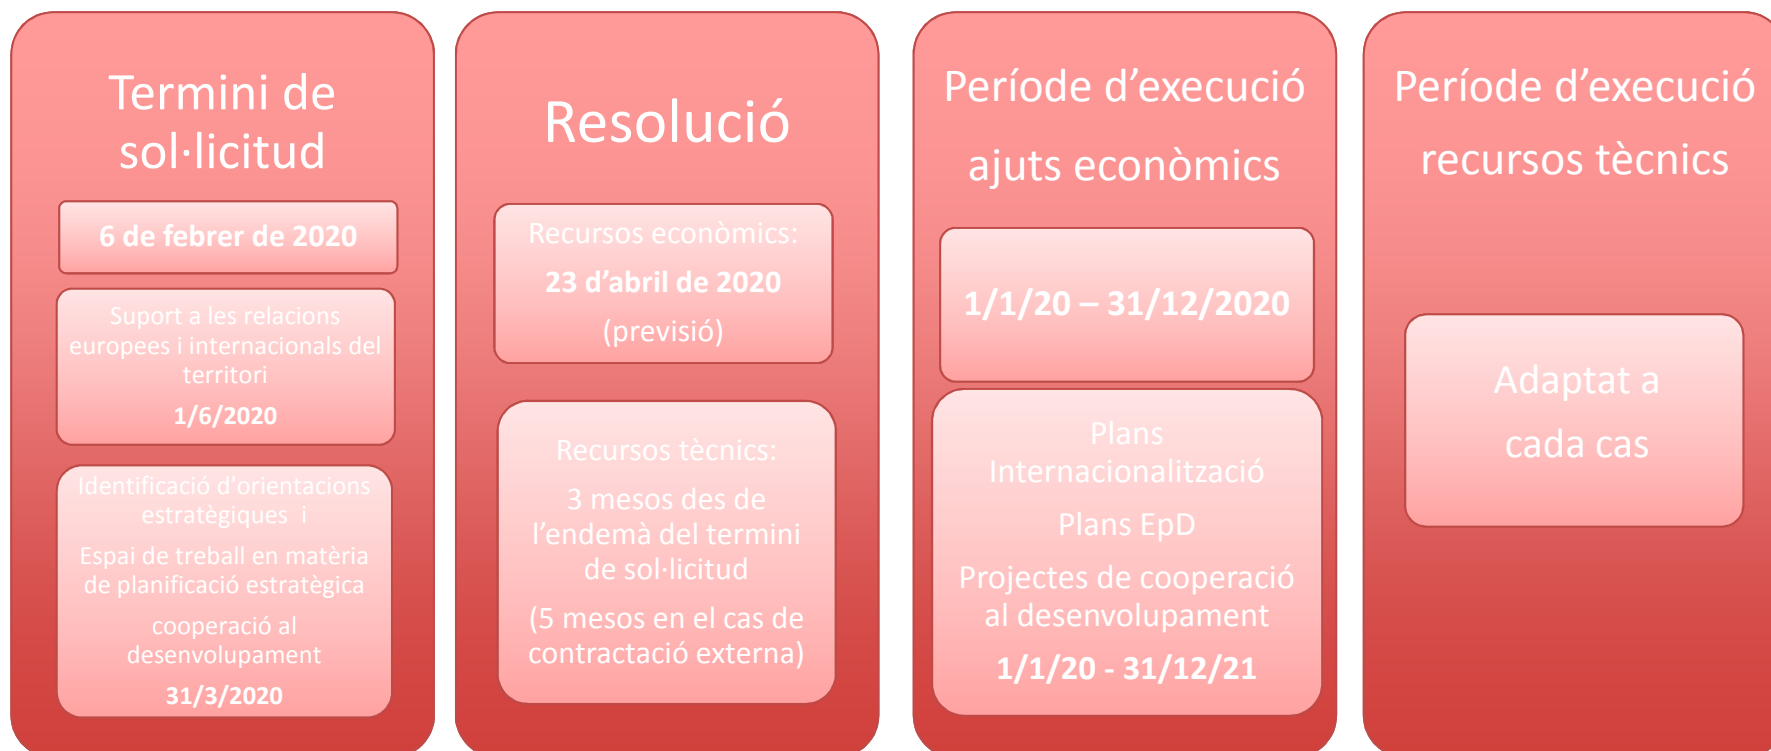 Termini de
sol·licitud
6 de febrer de 2020
Suport a les relacions
europees i internacionals del
territori
1/6/2020
Identificació d'orientacions
estratègiques  i
Espai de treball en matèria
de planificació estratègica
cooperació al
desenvolupament
31/3/2020
Resolució
Recursos econòmics:
23 d'abril de 2020
(previsió)
Recursos tècnics:
3 mesos des de
l'endemà del termini
de sol·licitud
(5 mesos en el cas de
contractació externa)
Període d'execució
ajuts econòmics
1/1/20 – 31/12/2020
Plans
Internacionalització
Plans EpD
Projectes de cooperació
al desenvolupament
1/1/20 - 31/12/21
Període d'execució
recursos tècnics
Adaptat a
cada cas